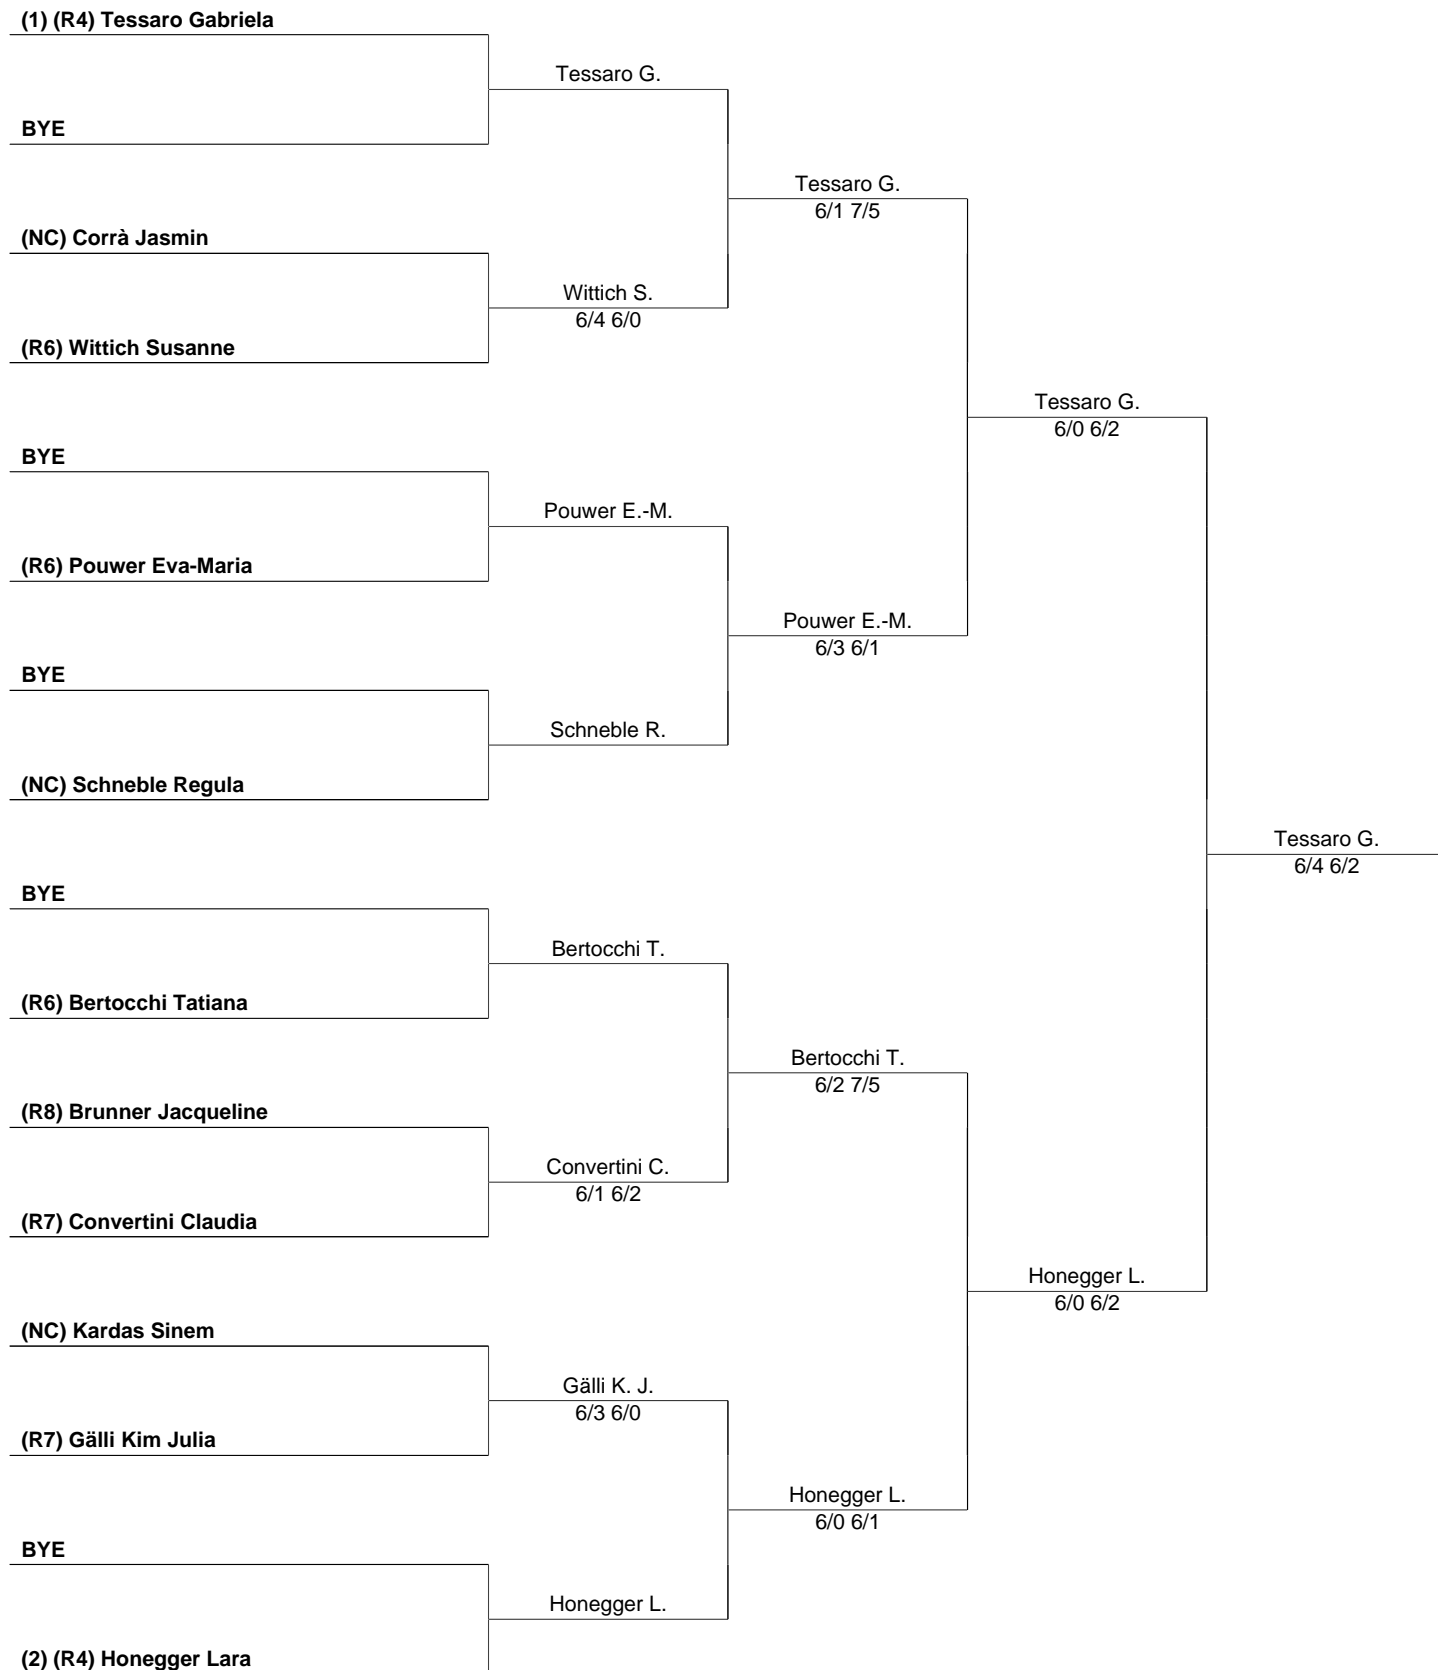 (1) (R4) Tessaro Gabriela
Tessaro G.
BYE
Tessaro G.
6/1 7/5
(NC) Corrà Jasmin
Wittich S.
6/4 6/0
(R6) Wittich Susanne
Tessaro G.
6/0 6/2
BYE
Pouwer E.-M.
(R6) Pouwer Eva-Maria
Pouwer E.-M.
6/3 6/1
BYE
Schneble R.
(NC) Schneble Regula
Tessaro G.
6/4 6/2
BYE
Bertocchi T.
(R6) Bertocchi Tatiana
Bertocchi T.
6/2 7/5
(R8) Brunner Jacqueline
Convertini C.
6/1 6/2
(R7) Convertini Claudia
Honegger L.
6/0 6/2
(NC) Kardas Sinem
Gälli K. J.
6/3 6/0
(R7) Gälli Kim Julia
Honegger L.
6/0 6/1
BYE
Honegger L.
(2) (R4) Honegger Lara